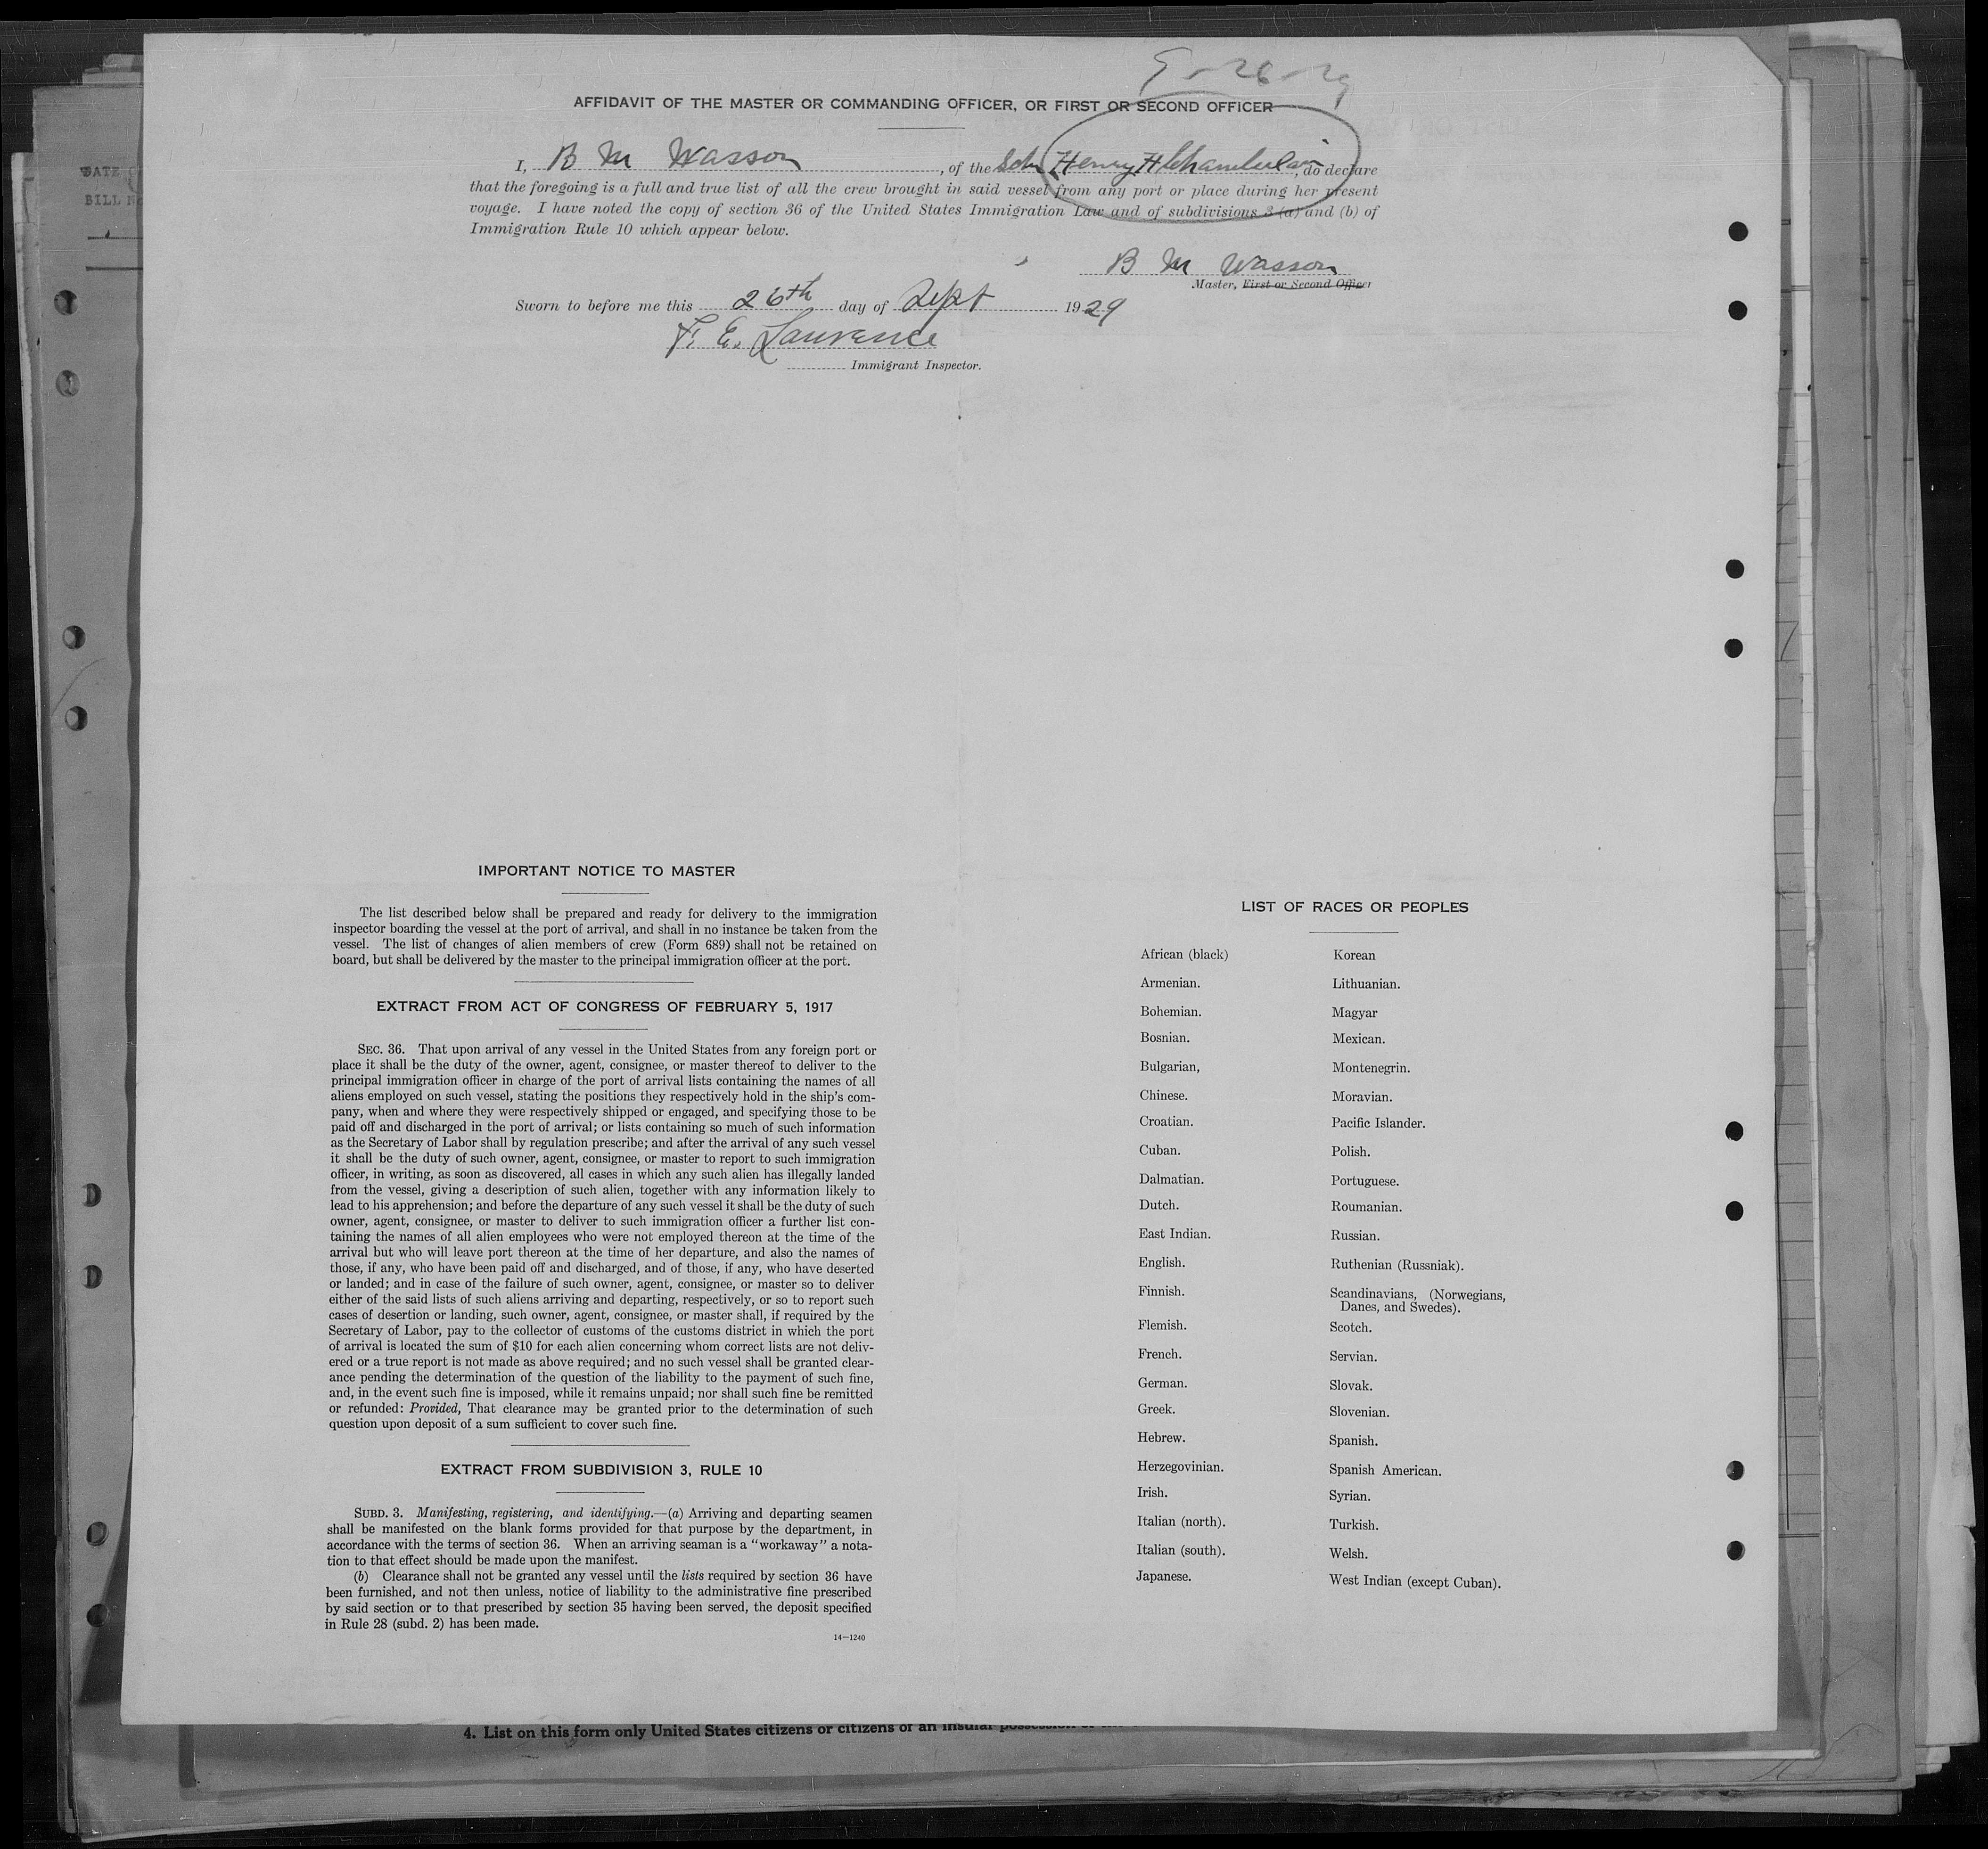 9-26-29
AFFIDAVIT OF THE MASTER OR COMMANDING OFFICER, OR FIRST OR SECOND OFFICER
I, B M Wasson, of the Sch Henry H Chamberlain, do declare
that the foregoing is a full and true list of all the crew brought in said vessel from any port or place during her present
voyage. I have noted the copy of section 36 of the United States Immigration Law and of subdivisions 3 (a) and (b) of
Immigration Rule 10 which appear below.
B M Wasson
Master, First or Second Officer
Sworn to before me this 26th day of Sept 1929
F. E. Lawrence
Immigrant Inspector.
DATE
BILL No
IMPORTANT NOTICE TO MASTER
The list described below shall be prepared and ready for delivery to the immigration
inspector boarding the vessel at the port of arrival, and shall in no instance be taken from the
vessel. The list of changes of alien members of crew (Form 689) shall not be retained on
board, but shall be delivered by the master to the principal immigration officer at the port.
EXTRACT FROM ACT OF CONGRESS OF FEBRUARY 5, 1917
SEC. 36. That upon arrival of any vessel in the United States from any foreign port or
place it shall be the duty of the owner, agent, consignee, or master thereof to deliver to the
principal immigration officer in charge of the port of arrival lists containing the names of all
aliens employed on such vessel, stating the positions they respectively hold in the ship's com-
pany, when and where they were respectively shipped or engaged, and specifying those to be
paid off and discharged in the port of arrival; or lists containing so much of such information
as the Secretary of Labor shall by regulation prescribe; and after the arrival of any such vessel
it shall be the duty of such owner, agent, consignee, or master to report to such immigration
officer, in writing, as soon as discovered, all cases in which any such alien has illegally landed
from the vessel, giving a description of such alien, together with any information likely to
lead to his apprehension; and before the departure of any such vessel it shall be the duty of such
owner, agent, consignee, or master to deliver to such immigration officer a further list con-
taining the names of all alien employees who were not employed thereon at the time of the
arrival but who will leave port thereon at the time of her departure, and also the names of
those, if any, who have been paid off and discharged, and of those, if any, who have deserted
or landed; and in case of the failure of such owner, agent, consignee, or master so to deliver
either of the said lists of such aliens arriving and departing, respectively, or so to report such
cases of desertion or landing, such owner, agent, consignee, or master shall, if required by the
Secretary of Labor, pay to the collector of customs of the customs district in which the port
of arrival is located the sum of $10 for each alien concerning whom correct lists are not deliv-
ered or a true report is not made as above required; and no such vessel shall be granted clear-
ance pending the determination of the question of the liability to the payment of such fine,
and, in the event such fine is imposed, while it remains unpaid; nor shall such fine be remitted
or refunded: Provided, That clearance may be granted prior to the determination of such
question upon deposit of a sum sufficient to cover such fine.
EXTRACT FROM SUBDIVISION 3, RULE 10
SUBD. 3. Manifesting, registering, and identifying.—(a) Arriving and departing seamen
shall be manifested on the blank forms provided for that purpose by the department, in
accordance with the terms of section 36. When an arriving seaman is a "workaway" a nota-
tion to that effect should be made upon the manifest.
(b) Clearance shall not be granted any vessel until the lists required by section 36 have
been furnished, and not then unless, notice of liability to the administrative fine prescribed
by said section or to that prescribed by section 35 having been served, the deposit specified
in Rule 28 (subd. 2) has been made.
14—1240
LIST OF RACES OR PEOPLES
African (black)
Armenian.
Bohemian.
Bosnian.
Bulgarian,
Chinese.
Croatian.
Cuban.
Dalmatian.
Dutch.
East Indian.
English.
Finnish.
Flemish.
French.
German.
Greek.
Hebrew.
Herzegovinian.
Irish.
Italian (north).
Italian (south).
Japanese.
Korean
Lithuanian.
Magyar
Mexican.
Montenegrin.
Moravian.
Pacific Islander.
Polish.
Portuguese.
Roumanian.
Russian.
Ruthenian (Russniak).
Scandinavians, (Norwegians,
Danes, and Swedes).
Scotch.
Servian.
Slovak.
Slovenian.
Spanish.
Spanish American.
Syrian.
Turkish.
Welsh.
West Indian (except Cuban).
4. List on this form only United States citizens or citizens of an insular possession